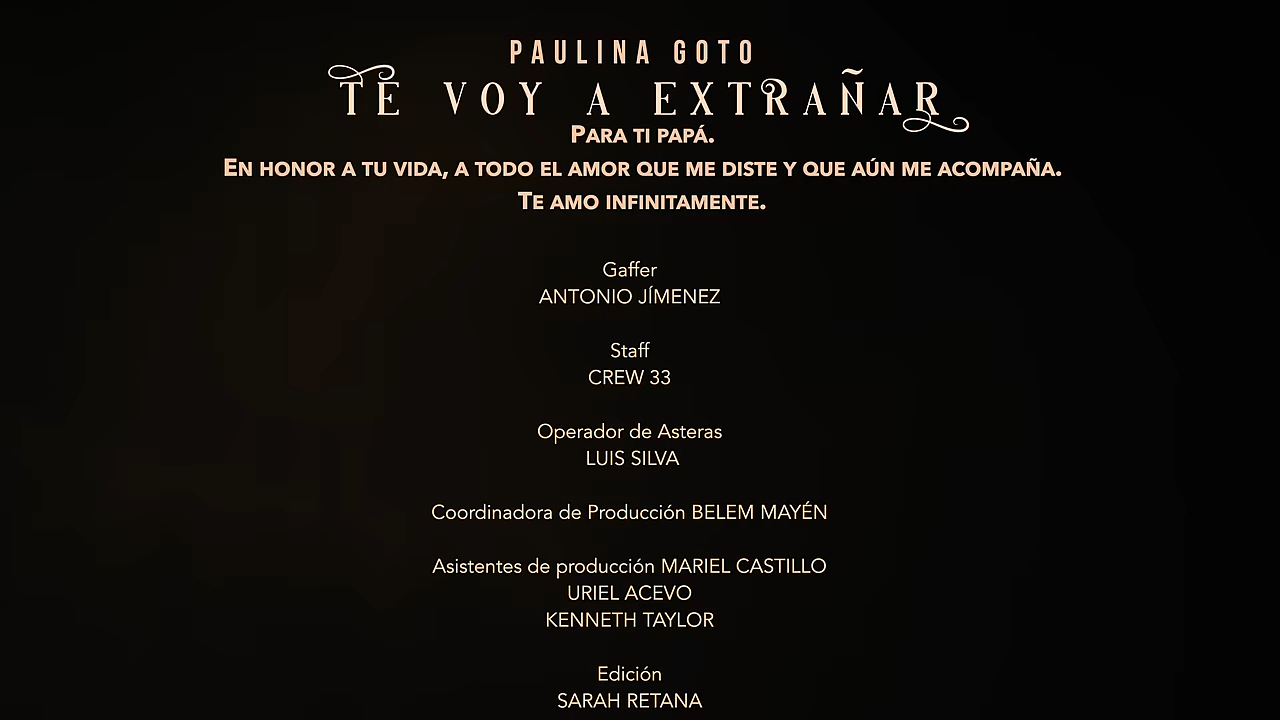 PAULINA GOTO
TE VOY A EXTRAÑAR
PARA TI PAPÁ.
EN HONOR A TU VIDA, A TODO EL AMOR QUE ME DISTE Y QUE AÚN ME ACOMPAÑA.
TE AMO INFINITAMENTE.
Gaffer
ANTONIO JÍMENEZ
Staff
CREW 33
Operador de Asteras
LUIS SILVA
Coordinadora de Producción BELEM MAYÉN
Asistentes de producción MARIEL CASTILLO
URIEL ACEVO
KENNETH TAYLOR
Edición
SARAH RETANA